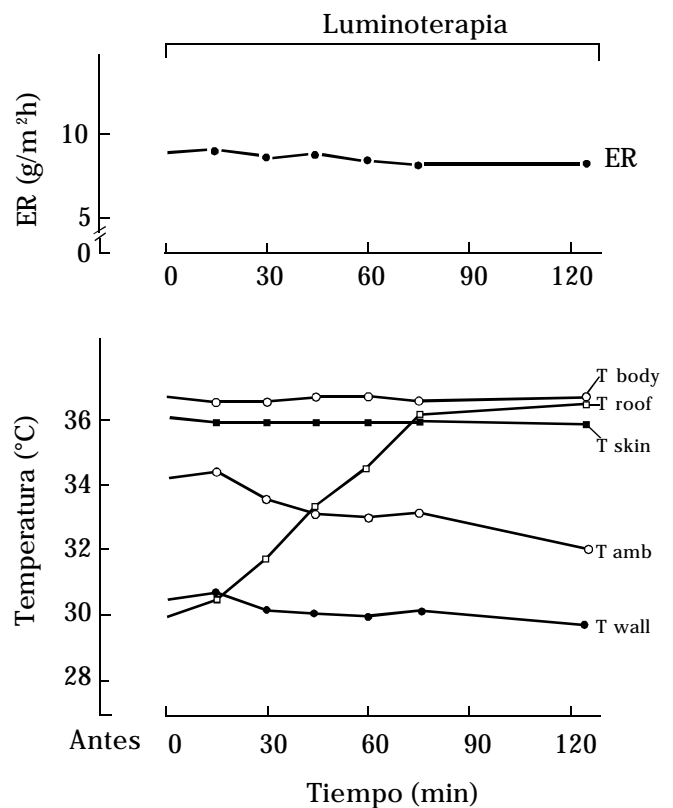 Luminoterapia
ER (g/m²h)
10
5
0
ER
0 30 60 90 120
Temperatura (°C)
36
34
32
30
28
T body
T roof
T skin
T amb
T wall
Antes 0 30 60 90 120
Tiempo (min)